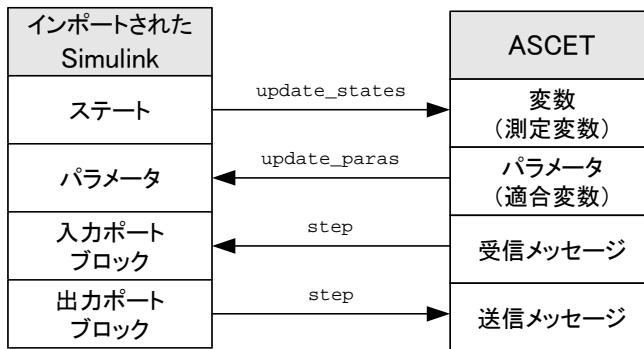 インポートされた
Simulink
ASCET
ステート
update_states
変数
（測定変数）
パラメータ
update_paras
パラメータ
（適合変数）
入力ポート
ブロック
step
受信メッセージ
出力ポート
ブロック
step
送信メッセージ